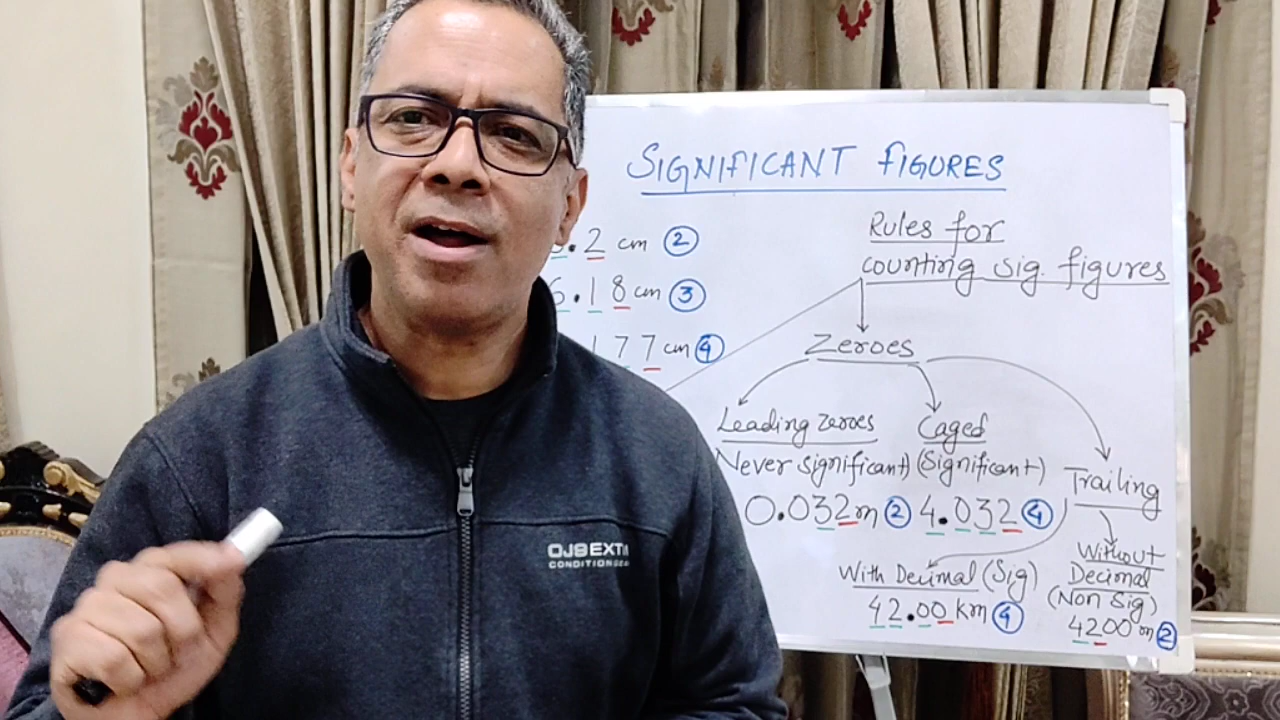 SIGNIFICANT FIGURES
.2 cm ②
6.18 cm ③
177 cm ④
Rules for
counting sig. figures
Zeroes
Leading Zeroes
Never significant)
0.032m ②
Caged
(Significant)
4.032 ④
Trailing
With Decimal (Sig)
42.00 km ④
Without
Decimal
(Non Sig)
4200 m ②
CONDITION